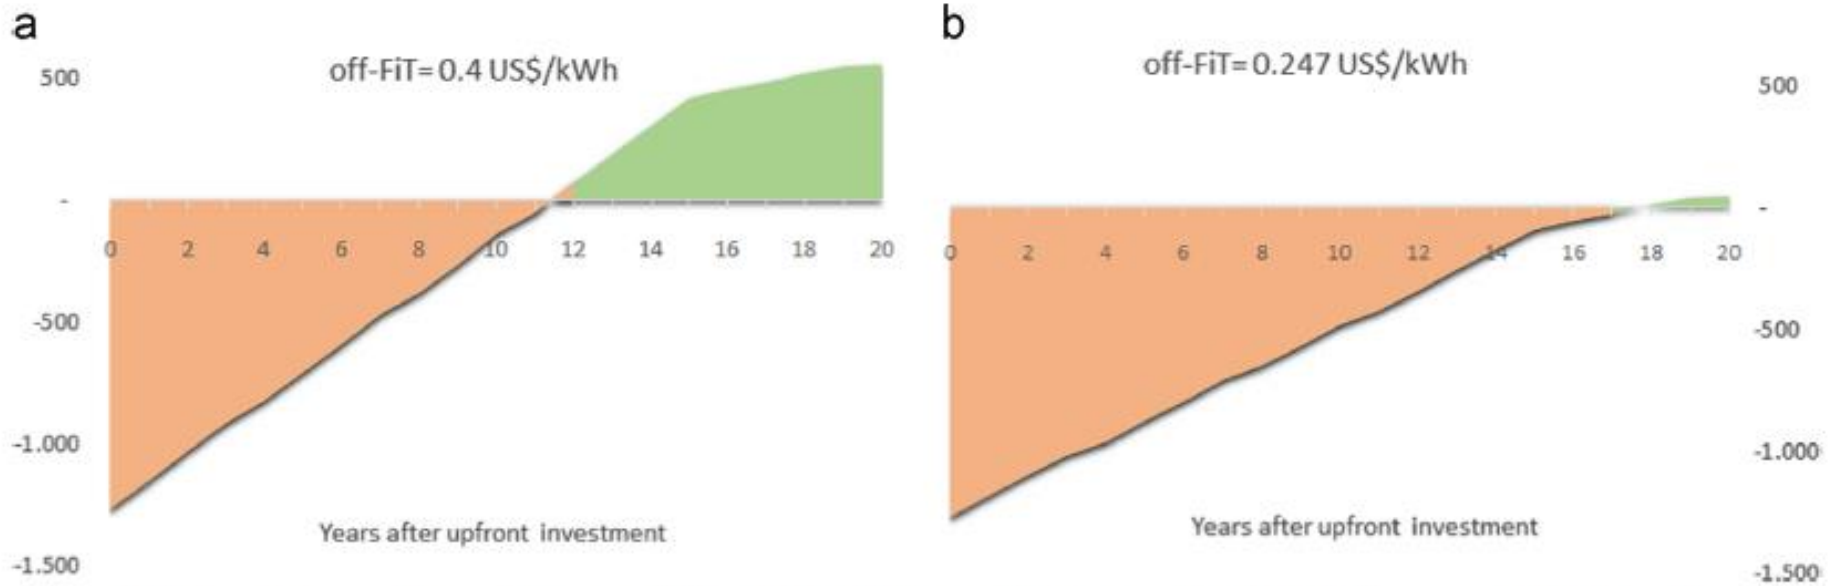 a
off-FiT= 0.4 US$/kWh
500
-
0 2 4 6 8 10 12 14 16 18 20
-500
-1.000
Years after upfront investment
-1.500
b
off-FiT= 0.247 US$/kWh
500
-
0 2 4 6 8 10 12 14 16 18 20
-500
-1.000
Years after upfront investment
-1.500